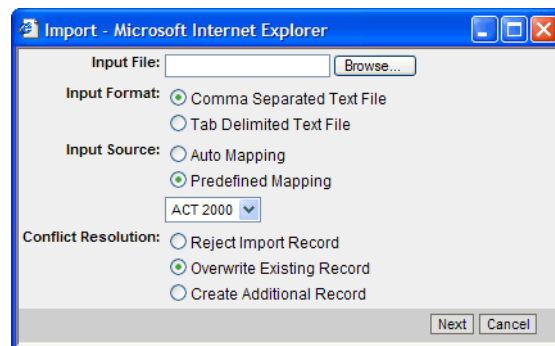 Import - Microsoft Internet Explorer
Input File: Browse...
Input Format: Comma Separated Text File
Tab Delimited Text File
Input Source: Auto Mapping
Predefined Mapping
ACT 2000
Conflict Resolution: Reject Import Record
Overwrite Existing Record
Create Additional Record
Next Cancel